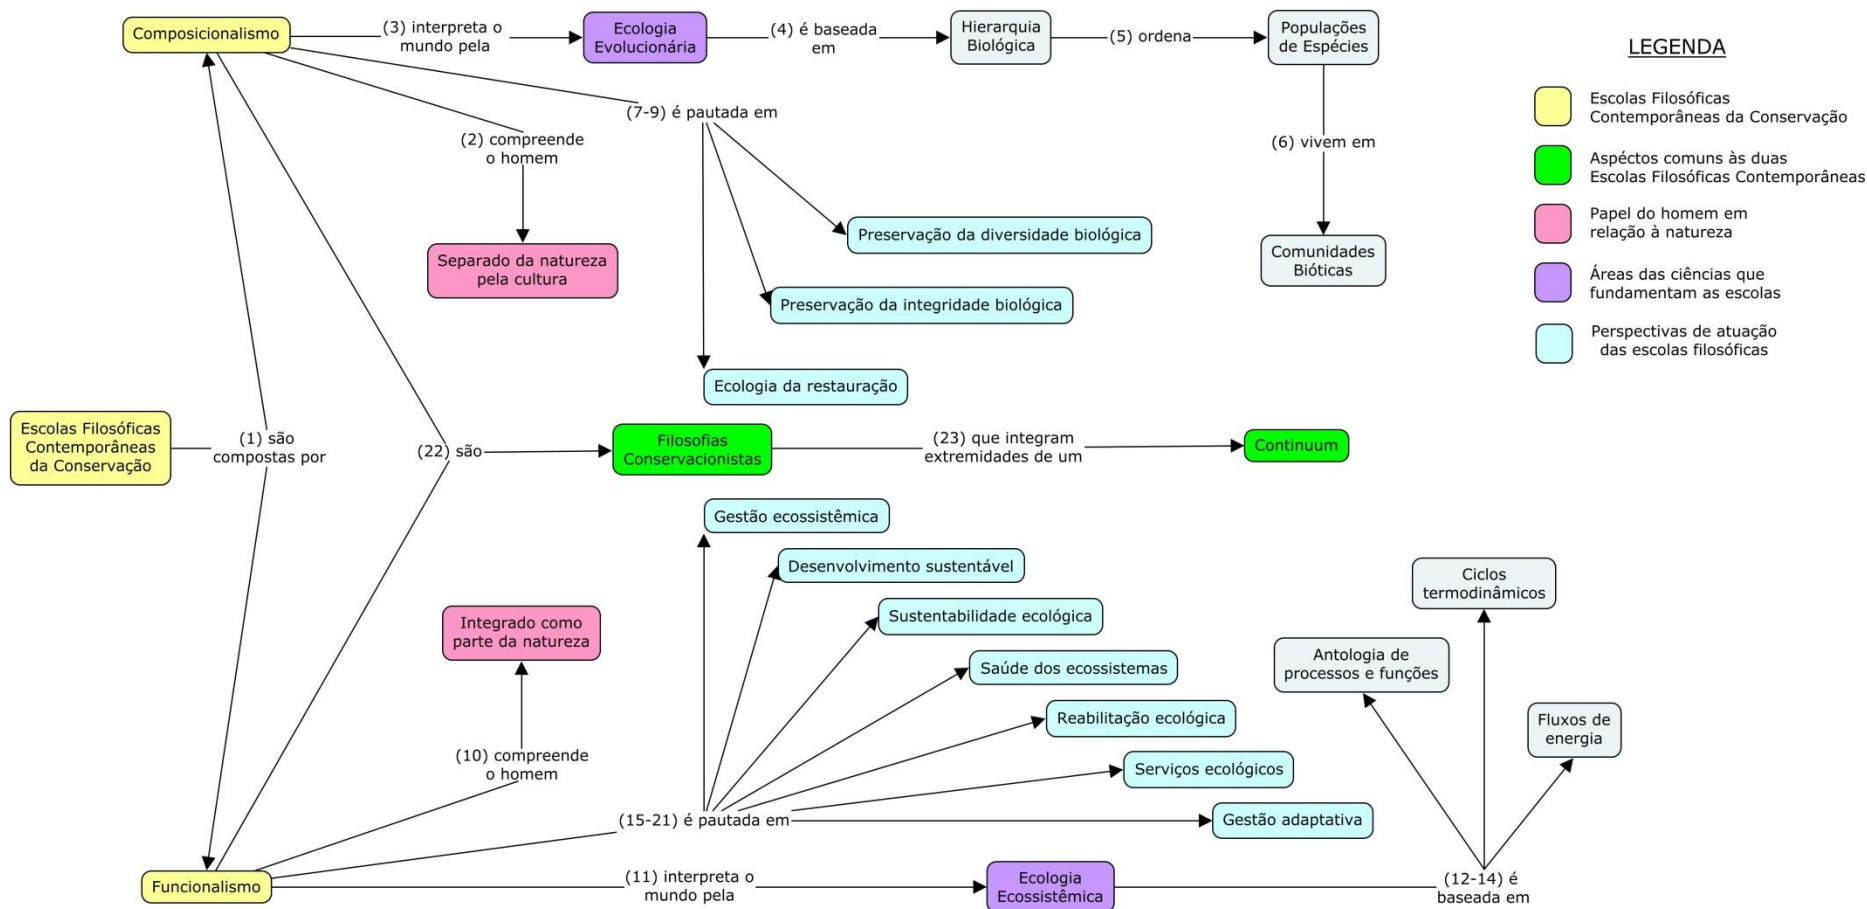 Composicionalismo
(3) interpreta o
mundo pela
Ecologia
Evolucionária
(4) é baseada
em
Hierarquia
Biológica
(5) ordena
Populações
de Espécies
(7-9) é pautada em
(2) compreende
o homem
(6) vivem em
Separado da natureza
pela cultura
Preservação da diversidade biológica
Comunidades
Bióticas
Preservação da integridade biológica
Ecologia da restauração
Escolas Filosóficas
Contemporâneas
da Conservação
(1) são
compostas por
(22) são
Filosofias
Conservacionistas
(23) que integram
extremidades de um
Continuum
Gestão ecossistêmica
Desenvolvimento sustentável
Sustentabilidade ecológica
Saúde dos ecossistemas
Reabilitação ecológica
Serviços ecológicos
Gestão adaptativa
Integrado como
parte da natureza
(10) compreende
o homem
(15-21) é pautada em
Funcionalismo
(11) interpreta o
mundo pela
Ecologia
Ecossistêmica
(12-14) é
baseada em
Antologia de
processos e funções
Ciclos
termodinâmicos
Fluxos de
energia
LEGENDA
Escolas Filosóficas
Contemporâneas da Conservação
Aspéctos comuns às duas
Escolas Filosóficas Contemporâneas
Papel do homem em
relação à natureza
Áreas das ciências que
fundamentam as escolas
Perspectivas de atuação
das escolas filosóficas